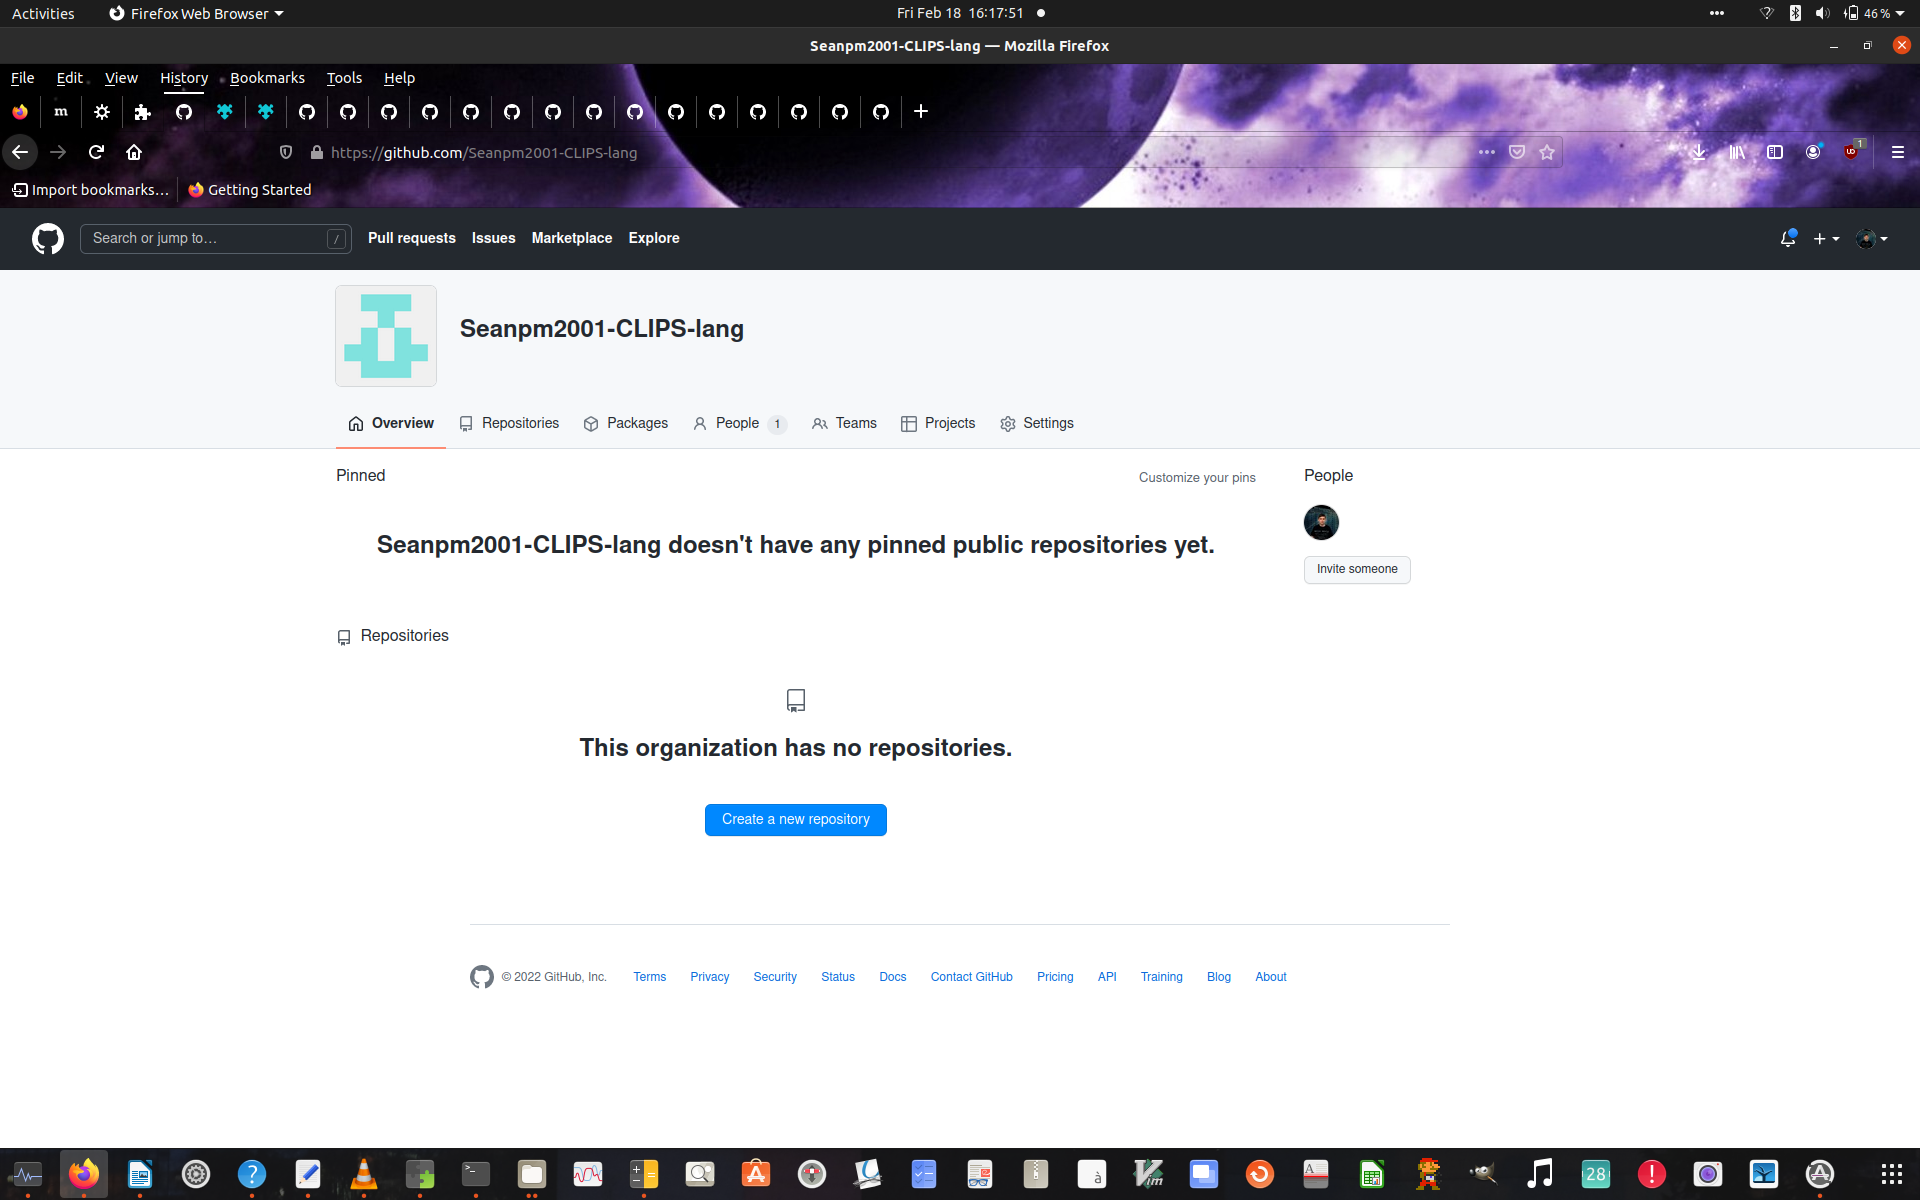 Activities Firefox Web Browser Fri Feb 18 16:17:51 46 %
Seanpm2001-CLIPS-lang — Mozilla Firefox
File Edit View History Bookmarks Tools Help
m
https://github.com/Seanpm2001-CLIPS-lang 1
Import bookmarks… Getting Started
Search or jump to… / Pull requests Issues Marketplace Explore
Seanpm2001-CLIPS-lang
Overview Repositories Packages People 1 Teams Projects Settings
Pinned Customize your pins People
Seanpm2001-CLIPS-lang doesn't have any pinned public repositories yet.
Invite someone
Repositories
This organization has no repositories.
Create a new repository
© 2022 GitHub, Inc. Terms Privacy Security Status Docs Contact GitHub Pricing API Training Blog About
? >_ à Vim A 28 !